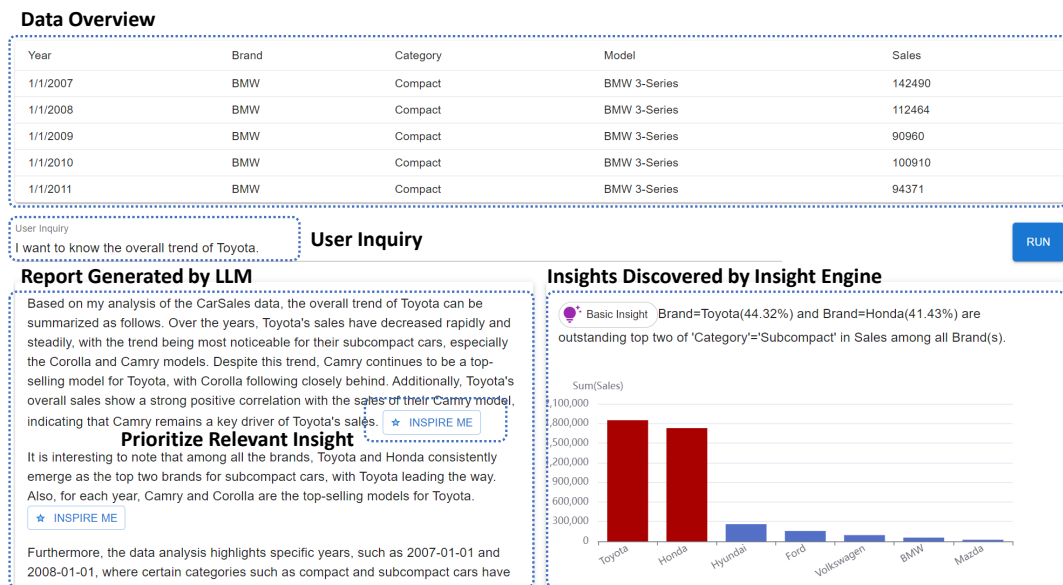 Data Overview
Year Brand Category Model Sales
1/1/2007 BMW Compact BMW 3-Series 142490
1/1/2008 BMW Compact BMW 3-Series 112464
1/1/2009 BMW Compact BMW 3-Series 90960
1/1/2010 BMW Compact BMW 3-Series 100910
1/1/2011 BMW Compact BMW 3-Series 94371
User Inquiry
I want to know the overall trend of Toyota.
User Inquiry
RUN
Report Generated by LLM
Based on my analysis of the CarSales data, the overall trend of Toyota can be
summarized as follows. Over the years, Toyota's sales have decreased rapidly and
steadily, with the trend being most noticeable for their subcompact cars, especially
the Corolla and Camry models. Despite this trend, Camry continues to be a top-
selling model for Toyota, with Corolla following closely behind. Additionally, Toyota's
overall sales show a strong positive correlation with the sales of their Camry model,
indicating that Camry remains a key driver of Toyota's sales. INSPIRE ME
Prioritize Relevant Insight
It is interesting to note that among all the brands, Toyota and Honda consistently
emerge as the top two brands for subcompact cars, with Toyota leading the way.
Also, for each year, Camry and Corolla are the top-selling models for Toyota.
INSPIRE ME
Furthermore, the data analysis highlights specific years, such as 2007-01-01 and
2008-01-01, where certain categories such as compact and subcompact cars have
Insights Discovered by Insight Engine
Basic Insight Brand=Toyota(44.32%) and Brand=Honda(41.43%) are
outstanding top two of 'Category'='Subcompact' in Sales among all Brand(s).
Sum(Sales)
,100,000
,800,000
,500,000
,200,000
900,000
600,000
300,000
0
Toyota Honda Hyundai Ford Volkswagen BMW Mazda